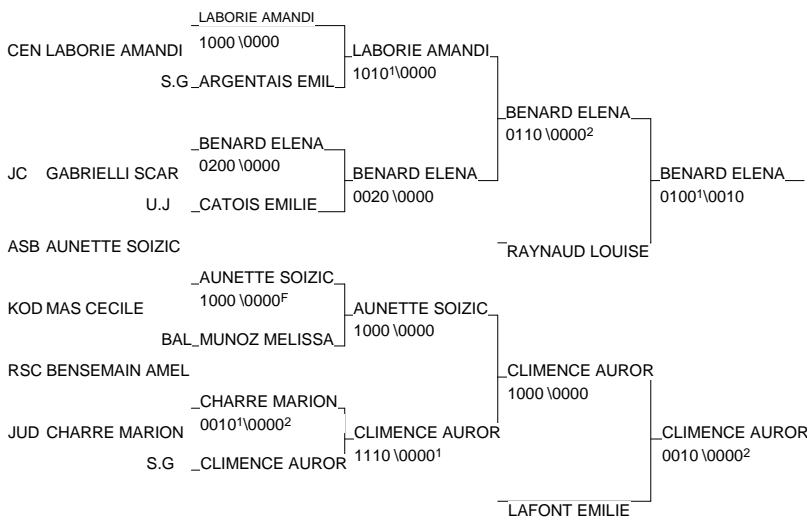 LABORIE AMANDI
CEN LABORIE AMANDI 1000 \0000 LABORIE AMANDI
S.G ARGENTAIS EMIL 1010¹\0000
BENARD ELENA
0110 \0000²
BENARD ELENA
JC GABRIELLI SCAR 0200 \0000 BENARD ELENA BENARD ELENA
0020 \0000 0100¹\0010
U.J CATOIS EMILIE
ASB AUNETTE SOIZIC RAYNAUD LOUISE
AUNETTE SOIZIC
KOD MAS CECILE 1000 \0000F AUNETTE SOIZIC
BAL MUNOZ MELISSA 1000 \0000
RSC BENSEMAIN AMEL CLIMENCE AUROR
1000 \0000
CHARRE MARION
JUD CHARRE MARION 0010¹\0000² CLIMENCE AUROR CLIMENCE AUROR
1110 \0000¹ 0010 \0000²
S.G CLIMENCE AUROR
LAFONT EMILIE